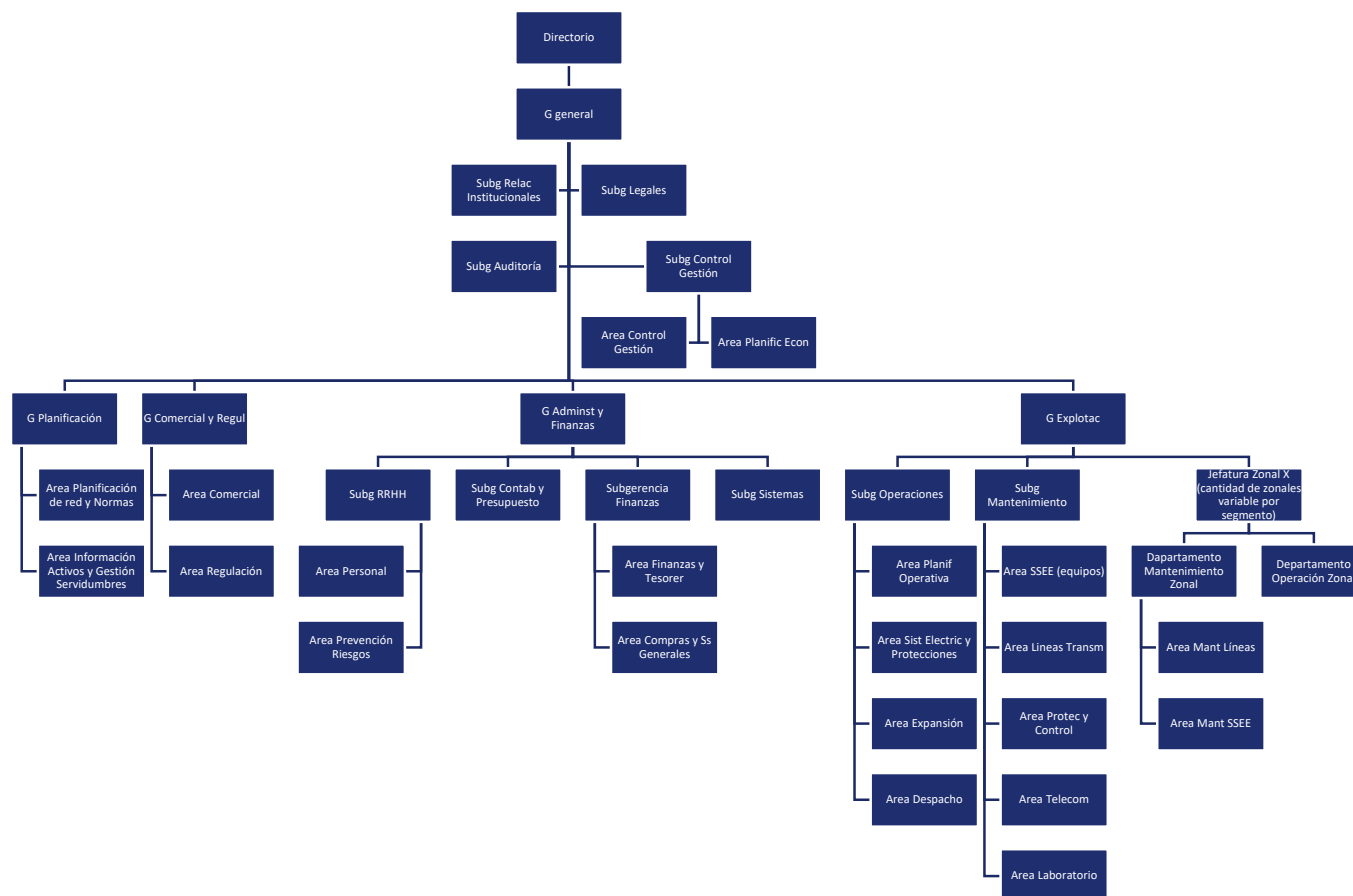 Directorio
G general
Subg Relac
Institucionales
Subg Legales
Subg Auditoría
Subg Control
Gestión
Area Control
Gestión
Area Planific Econ
G Planificación
G Comercial y Regul
G Adminst y
Finanzas
G Explotac
Area Planificación
de red y Normas
Area Comercial
Subg RRHH
Subg Contab y
Presupuesto
Subgerencia
Finanzas
Subg Sistemas
Subg Operaciones
Subg
Mantenimiento
Jefatura Zonal X
(cantidad de zonales
variable por
segmento)
Area Información
Activos y Gestión
Servidumbres
Area Regulación
Area Personal
Area Finanzas y
Tesorer
Area Planif
Operativa
Area SSEE (equipos)
Dapartamento
Mantenimiento
Zonal
Departamento
Operación Zonal
Area Prevención
Riesgos
Area Compras y Ss
Generales
Area Sist Electric y
Protecciones
Area Lineas Transm
Area Mant Líneas
Area Expansión
Area Protec y
Control
Area Mant SSEE
Area Despacho
Area Telecom
Area Laboratorio